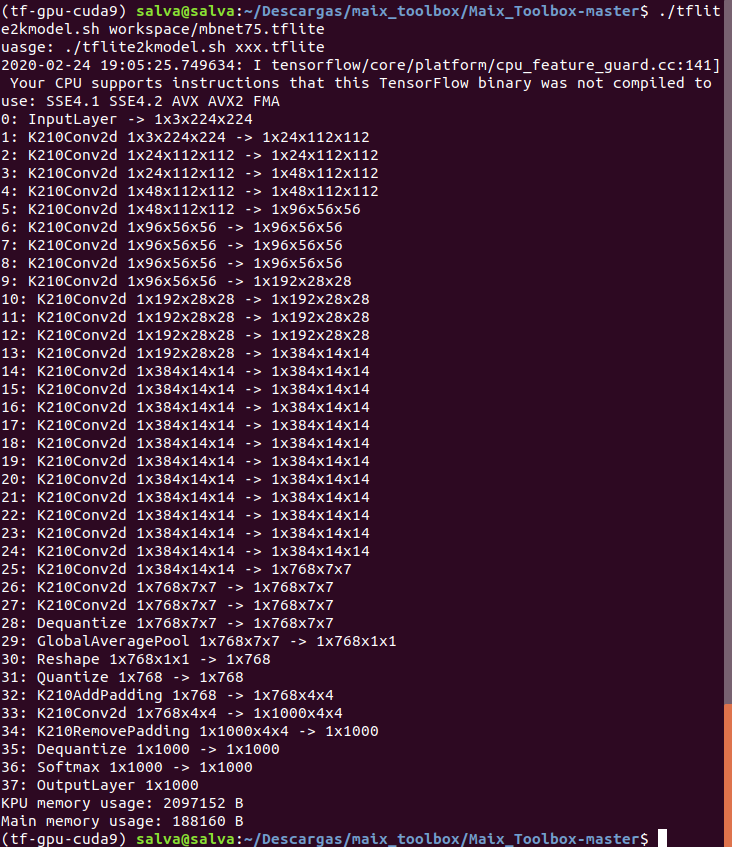 (tf-gpu-cuda9) salva@salva:~/Descargas/maix_toolbox/Maix_Toolbox-master$ ./tflit
e2kmodel.sh workspace/mbnet75.tflite
uasge: ./tflite2kmodel.sh xxx.tflite
2020-02-24 19:05:25.749634: I tensorflow/core/platform/cpu_feature_guard.cc:141]
 Your CPU supports instructions that this TensorFlow binary was not compiled to
use: SSE4.1 SSE4.2 AVX AVX2 FMA
0: InputLayer -> 1x3x224x224
1: K210Conv2d 1x3x224x224 -> 1x24x112x112
2: K210Conv2d 1x24x112x112 -> 1x24x112x112
3: K210Conv2d 1x24x112x112 -> 1x48x112x112
4: K210Conv2d 1x48x112x112 -> 1x48x112x112
5: K210Conv2d 1x48x112x112 -> 1x96x56x56
6: K210Conv2d 1x96x56x56 -> 1x96x56x56
7: K210Conv2d 1x96x56x56 -> 1x96x56x56
8: K210Conv2d 1x96x56x56 -> 1x96x56x56
9: K210Conv2d 1x96x56x56 -> 1x192x28x28
10: K210Conv2d 1x192x28x28 -> 1x192x28x28
11: K210Conv2d 1x192x28x28 -> 1x192x28x28
12: K210Conv2d 1x192x28x28 -> 1x192x28x28
13: K210Conv2d 1x192x28x28 -> 1x384x14x14
14: K210Conv2d 1x384x14x14 -> 1x384x14x14
15: K210Conv2d 1x384x14x14 -> 1x384x14x14
16: K210Conv2d 1x384x14x14 -> 1x384x14x14
17: K210Conv2d 1x384x14x14 -> 1x384x14x14
18: K210Conv2d 1x384x14x14 -> 1x384x14x14
19: K210Conv2d 1x384x14x14 -> 1x384x14x14
20: K210Conv2d 1x384x14x14 -> 1x384x14x14
21: K210Conv2d 1x384x14x14 -> 1x384x14x14
22: K210Conv2d 1x384x14x14 -> 1x384x14x14
23: K210Conv2d 1x384x14x14 -> 1x384x14x14
24: K210Conv2d 1x384x14x14 -> 1x384x14x14
25: K210Conv2d 1x384x14x14 -> 1x768x7x7
26: K210Conv2d 1x768x7x7 -> 1x768x7x7
27: K210Conv2d 1x768x7x7 -> 1x768x7x7
28: Dequantize 1x768x7x7 -> 1x768x7x7
29: GlobalAveragePool 1x768x7x7 -> 1x768x1x1
30: Reshape 1x768x1x1 -> 1x768
31: Quantize 1x768 -> 1x768
32: K210AddPadding 1x768 -> 1x768x4x4
33: K210Conv2d 1x768x4x4 -> 1x1000x4x4
34: K210RemovePadding 1x1000x4x4 -> 1x1000
35: Dequantize 1x1000 -> 1x1000
36: Softmax 1x1000 -> 1x1000
37: OutputLayer 1x1000
KPU memory usage: 2097152 B
Main memory usage: 188160 B
(tf-gpu-cuda9) salva@salva:~/Descargas/maix_toolbox/Maix_Toolbox-master$